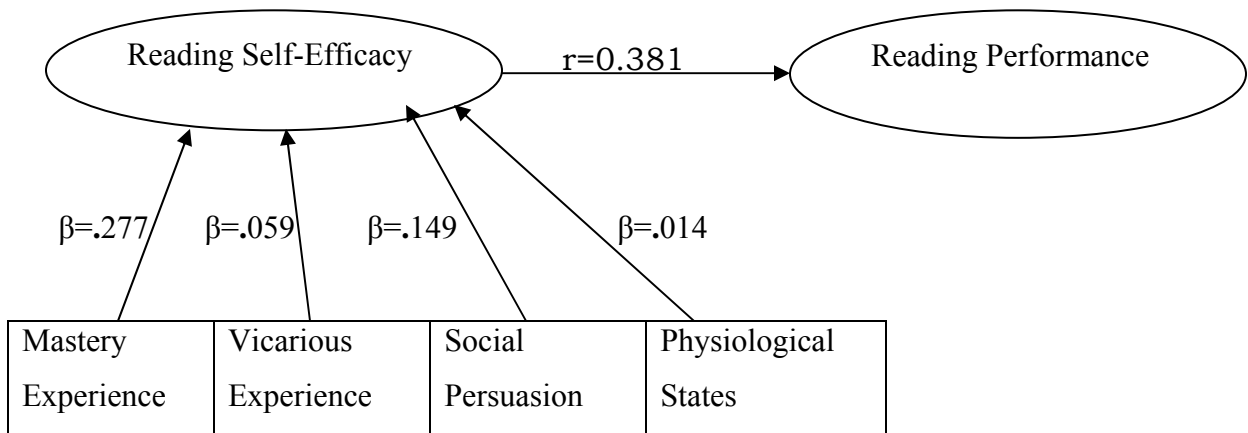 Reading Self-Efficacy
r=0.381
Reading Performance
β=.277
β=.059
β=.149
β=.014
Mastery
Experience
Vicarious
Experience
Social
Persuasion
Physiological
States